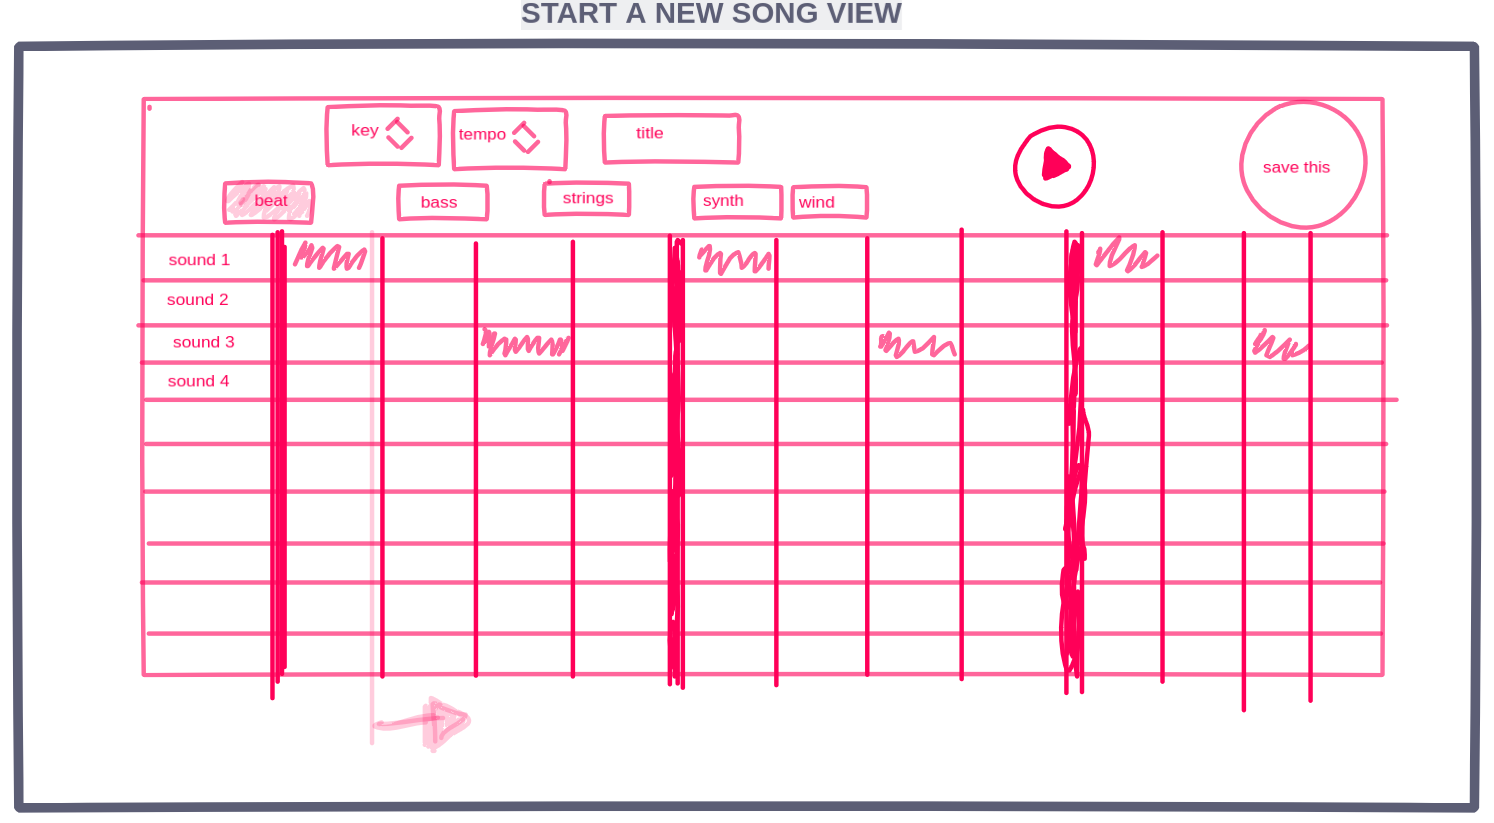 START A NEW SONG VIEW
key
tempo
title
save this
beat
bass
strings
synth
wind
sound 1
sound 2
sound 3
sound 4